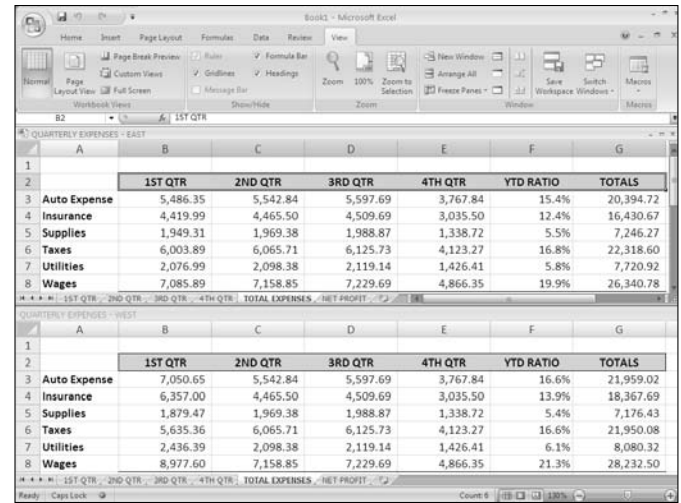 Book1 - Microsoft Excel
Home Insert Page Layout Formulas Data Review View
Normal Page Layout View Page Break Preview Custom Views Full Screen Workbook Views
Ruler Gridlines Message Bar Formula Bar Headings Show/Hide
Zoom 100% Zoom to Selection Zoom
New Window Arrange All Freeze Panes Save Workspace Switch Windows Window
Macros Macros
B2 fx 1ST QTR
QUARTERLY EXPENSES - EAST
A B C D E F G
1
2 1ST QTR 2ND QTR 3RD QTR 4TH QTR YTD RATIO TOTALS
3 Auto Expense 5,486.35 5,542.84 5,597.69 3,767.84 15.4% 20,394.72
4 Insurance 4,419.99 4,465.50 4,509.69 3,035.50 12.4% 16,430.67
5 Supplies 1,949.31 1,969.38 1,988.87 1,338.72 5.5% 7,246.27
6 Taxes 6,003.89 6,065.71 6,125.73 4,123.27 16.8% 22,318.60
7 Utilities 2,076.99 2,098.38 2,119.14 1,426.41 5.8% 7,720.92
8 Wages 7,085.89 7,158.85 7,229.69 4,866.35 19.9% 26,340.78
1ST QTR 2ND QTR 3RD QTR 4TH QTR TOTAL EXPENSES NET PROFIT
QUARTERLY EXPENSES - WEST
A B C D E F G
1
2 1ST QTR 2ND QTR 3RD QTR 4TH QTR YTD RATIO TOTALS
3 Auto Expense 7,050.65 5,542.84 5,597.69 3,767.84 16.6% 21,959.02
4 Insurance 6,357.00 4,465.50 4,509.69 3,035.50 13.9% 18,367.69
5 Supplies 1,879.47 1,969.38 1,988.87 1,338.72 5.4% 7,176.43
6 Taxes 5,635.36 6,065.71 6,125.73 4,123.27 16.6% 21,950.08
7 Utilities 2,436.39 2,098.38 2,119.14 1,426.41 6.1% 8,080.32
8 Wages 8,977.60 7,158.85 7,229.69 4,866.35 21.3% 28,232.50
1ST QTR 2ND QTR 3RD QTR 4TH QTR TOTAL EXPENSES NET PROFIT
Ready Caps Lock Count: 6 130%